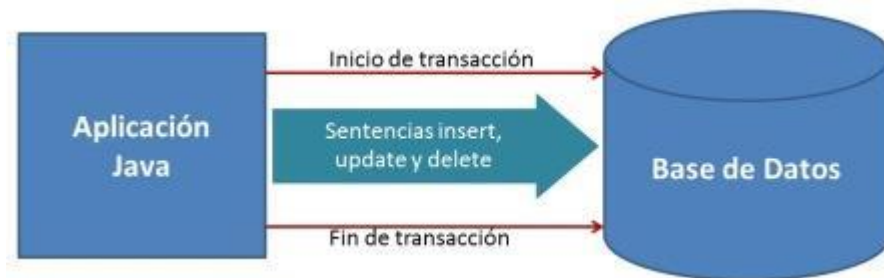 Aplicación
Java
Inicio de transacción
Sentencias insert,
update y delete
Fin de transacción
Base de Datos